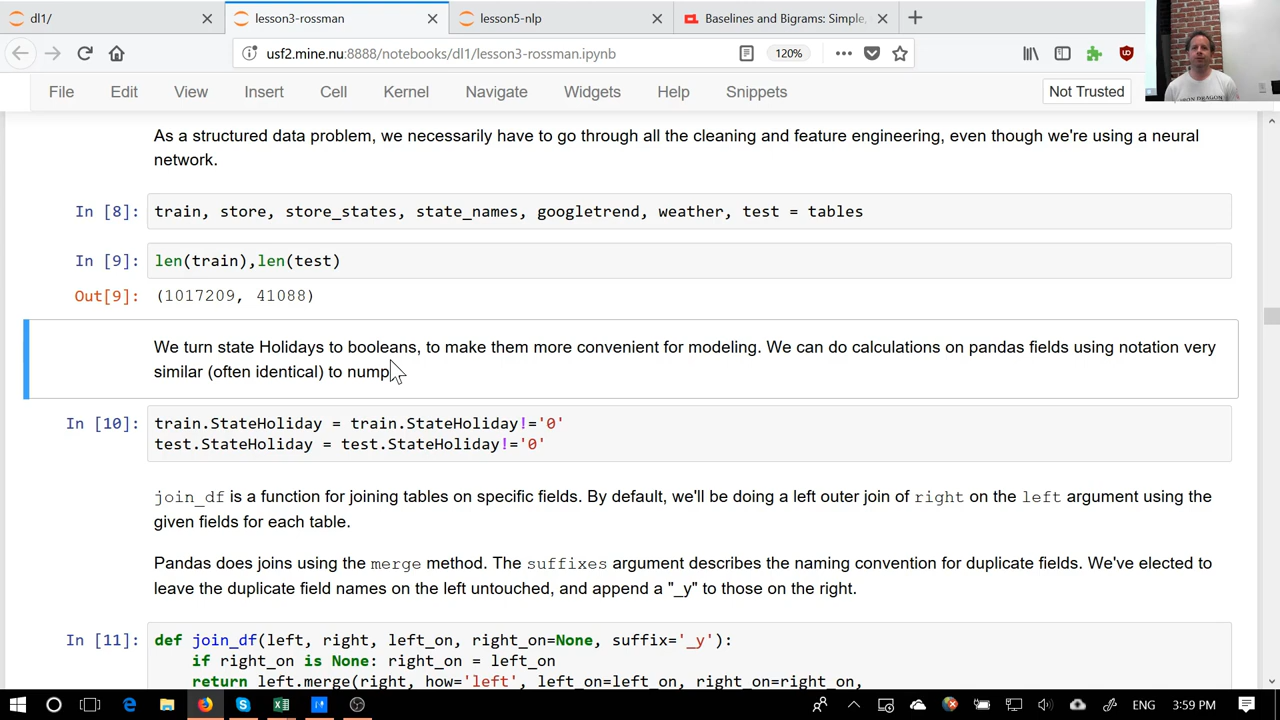 dl1/
lesson3-rossman
lesson5-nlp
Baselines and Bigrams: Simple,
usf2.mine.nu:8888/notebooks/dl1/lesson3-rossman.ipynb
120%
File Edit View Insert Cell Kernel Navigate Widgets Help Snippets
Not Trusted
As a structured data problem, we necessarily have to go through all the cleaning and feature engineering, even though we're using a neural
network.
In [8]: train, store, store_states, state_names, googletrend, weather, test = tables
In [9]: len(train),len(test)
Out[9]: (1017209, 41088)
We turn state Holidays to booleans, to make them more convenient for modeling. We can do calculations on pandas fields using notation very
similar (often identical) to nump
In [10]: train.StateHoliday = train.StateHoliday!='0'
test.StateHoliday = test.StateHoliday!='0'
join_df is a function for joining tables on specific fields. By default, we'll be doing a left outer join of right on the left argument using the
given fields for each table.
Pandas does joins using the merge method. The suffixes argument describes the naming convention for duplicate fields. We've elected to
leave the duplicate field names on the left untouched, and append a "_y" to those on the right.
In [11]: def join_df(left, right, left_on, right_on=None, suffix='_y'):
if right_on is None: right_on = left_on
return left.merge(right, how='left', left_on=left_on, right_on=right_on,
ENG 3:59 PM